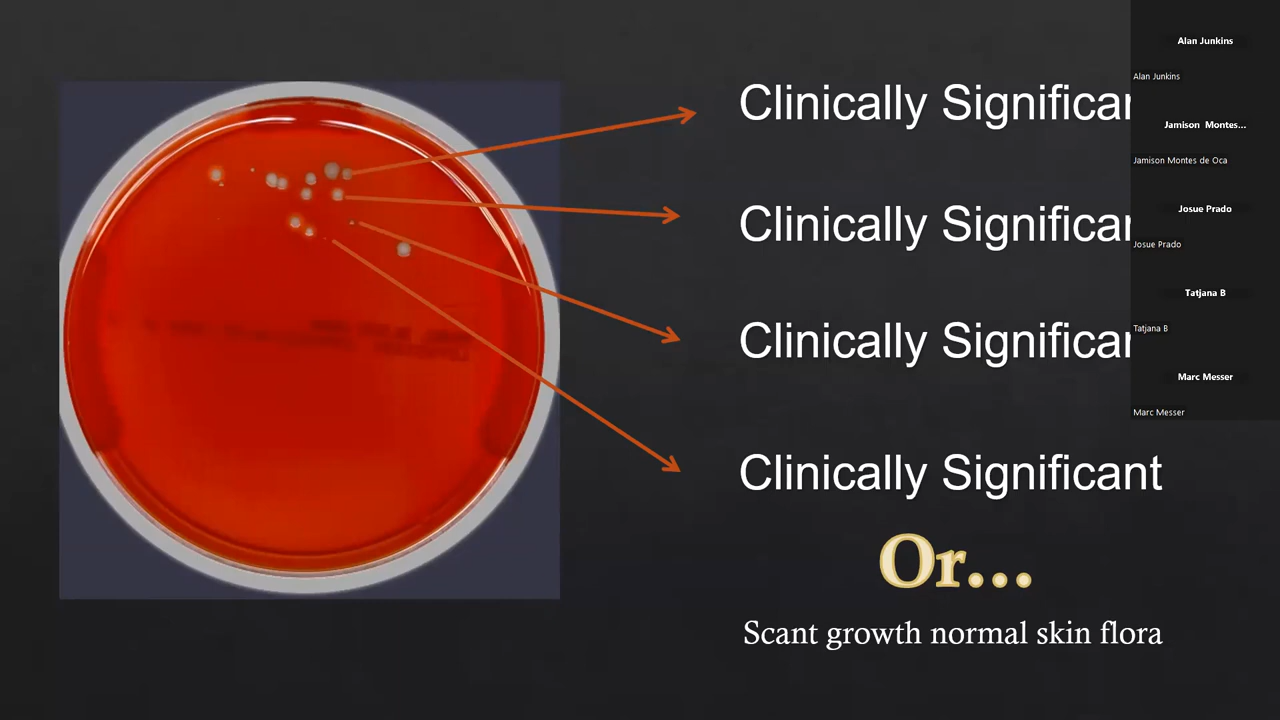 Clinically Significan
Clinically Significan
Clinically Significan
Clinically Significant
Or...
Scant growth normal skin flora
Alan Junkins
Alan Junkins
Jamison Montes...
Jamison Montes de Oca
Josue Prado
Josue Prado
Tatjana B
Tatjana B
Marc Messer
Marc Messer